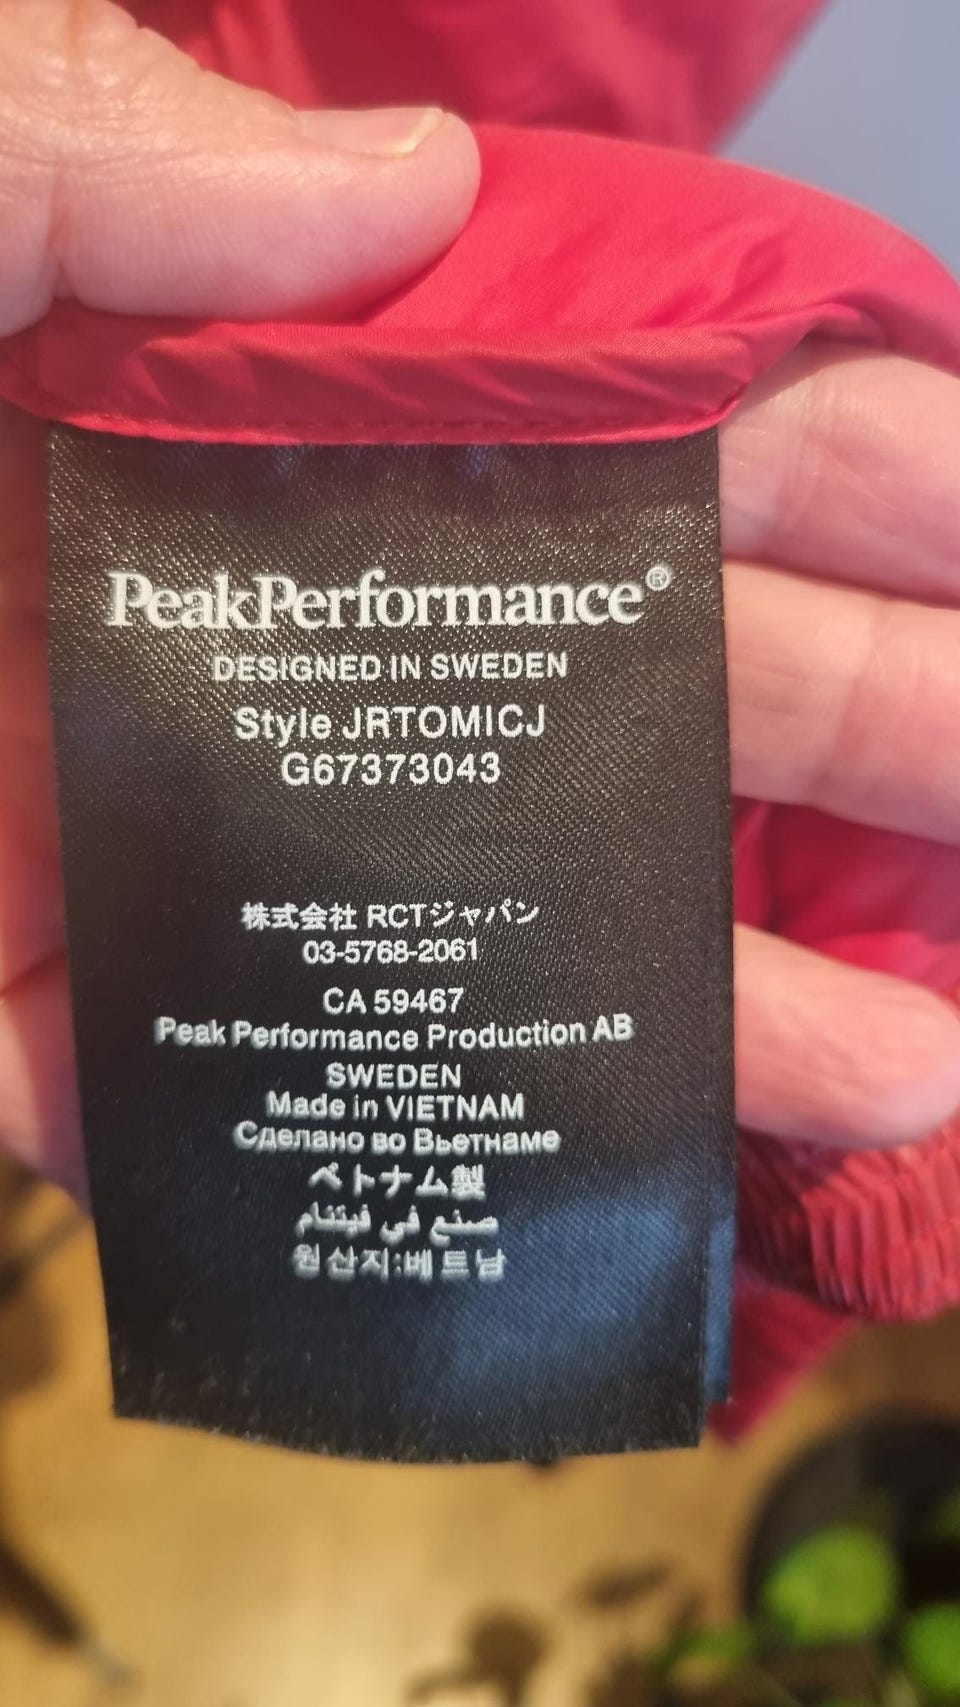 PeakPerformance®
DESIGNED IN SWEDEN
Style JRTOMICJ
G67373043
株式会社 RCTジャパン
03-5768-2061
CA 59467
Peak Performance Production AB
SWEDEN
Made in VIETNAM
Сделано во Вьетнаме
ベトナム製
صنع في فيتنام
원산지:베트남